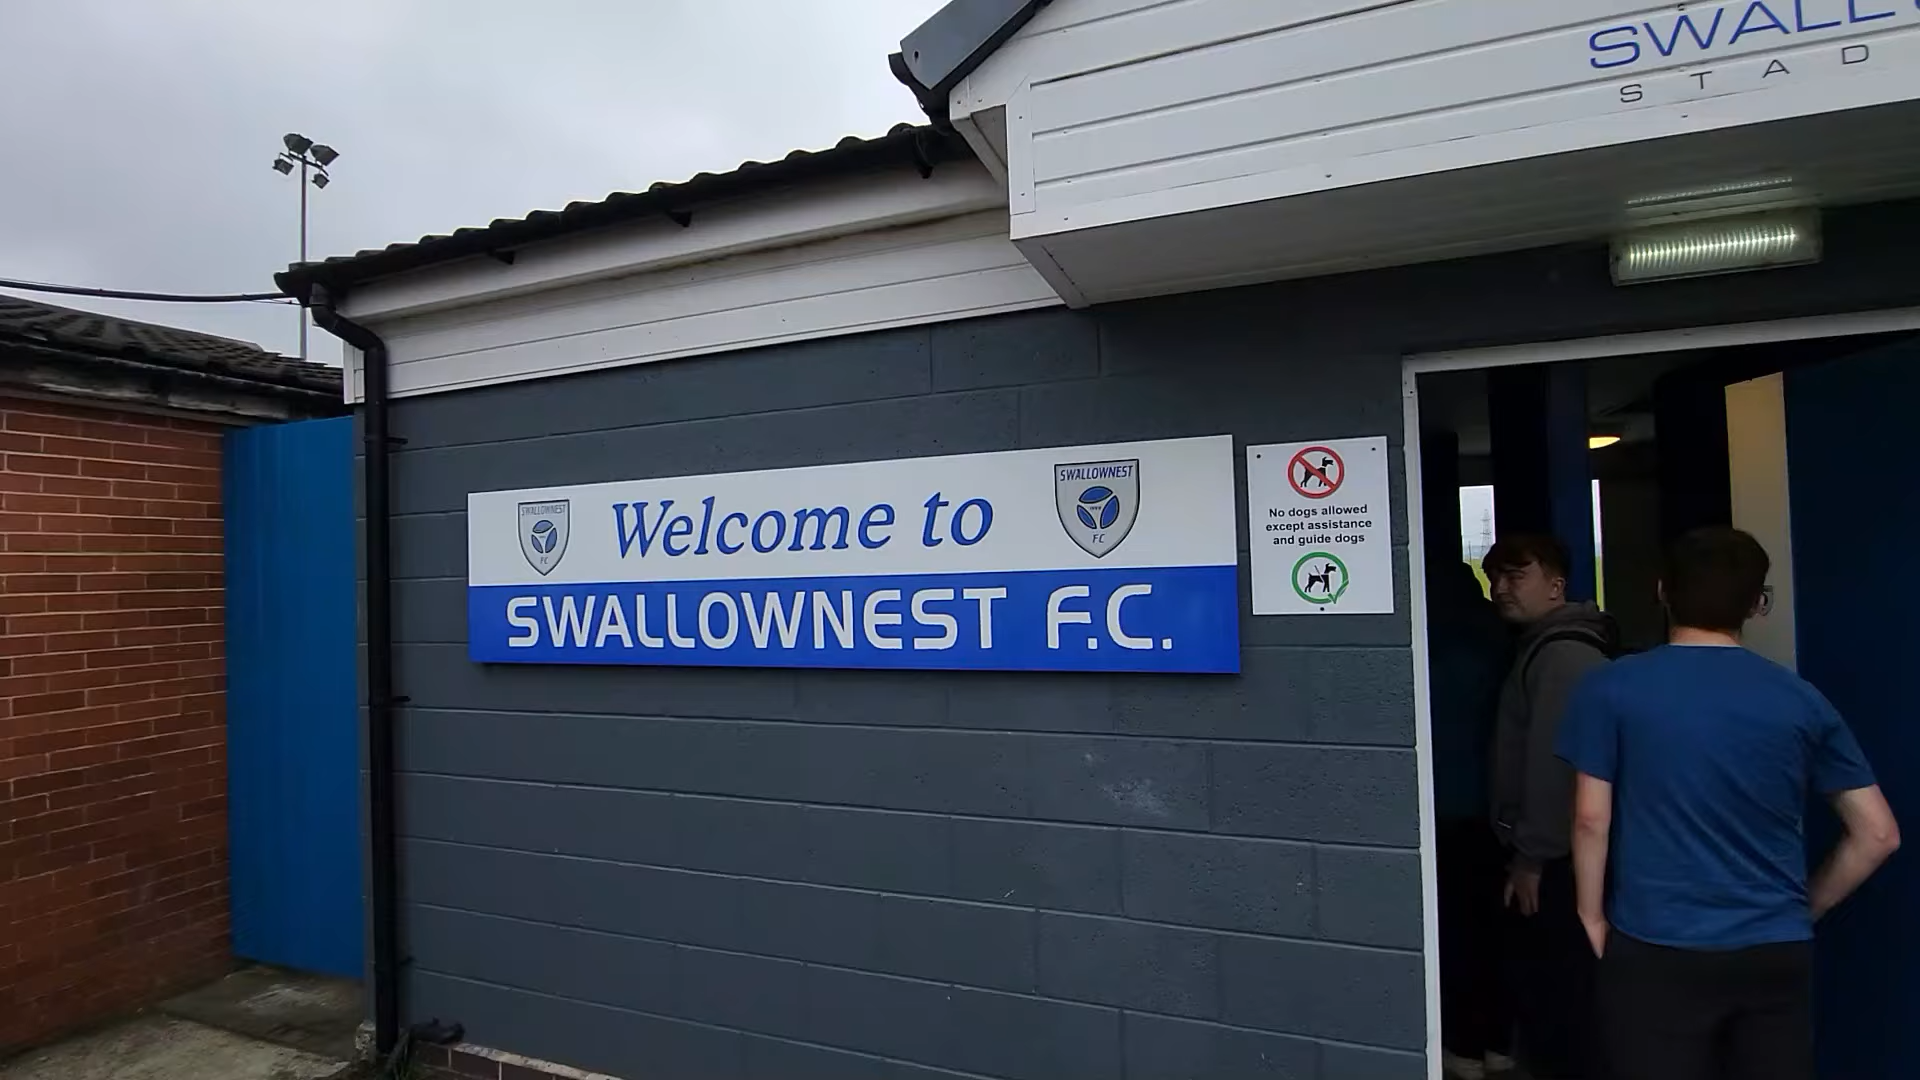 SWALL
STAD
SWALLOWNEST
FC
Welcome to
SWALLOWNEST
FC
SWALLOWNEST F.C.
No dogs allowed
except assistance
and guide dogs